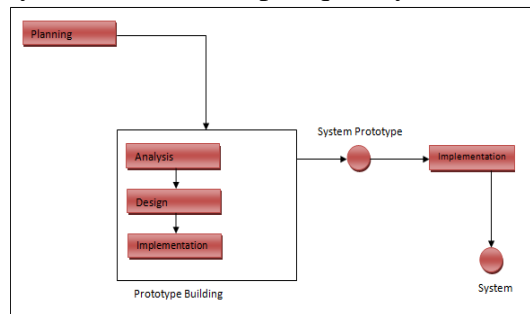 Planning
System Prototype
Analysis
Implementation
Design
Implementation
System
Prototype Building